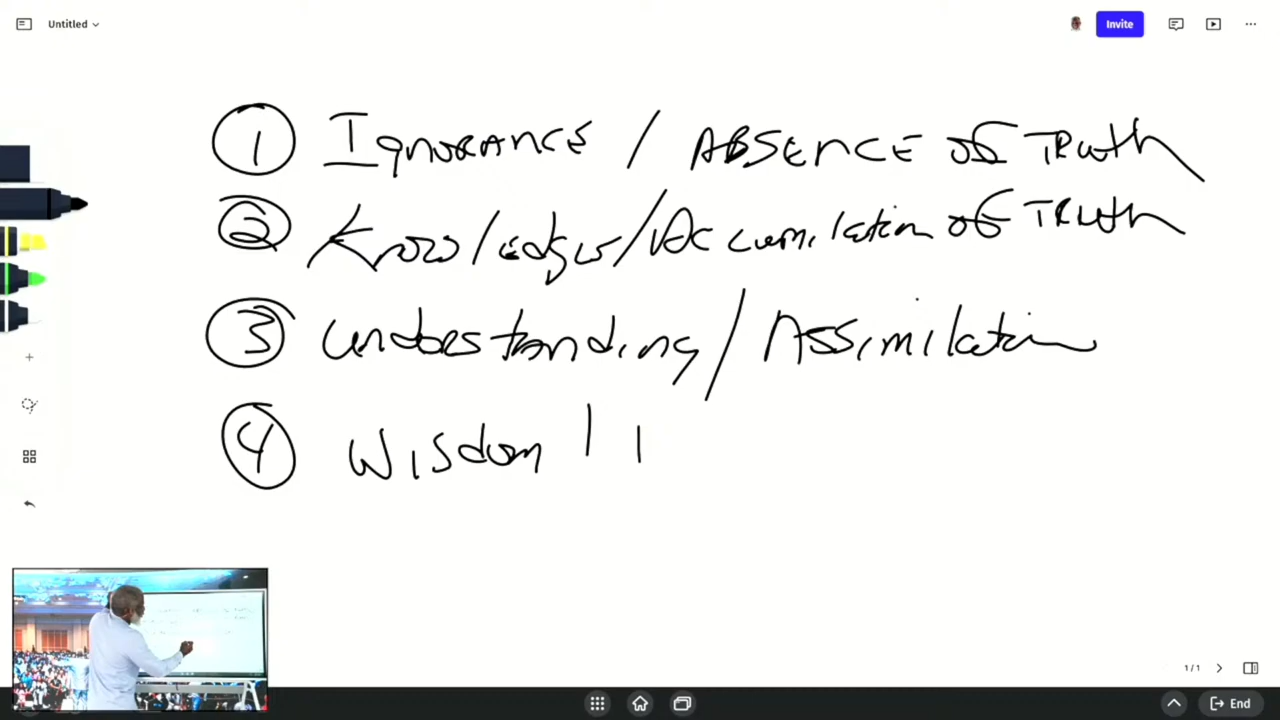 Untitled
Invite
1 Ignorance / Absence of Truth
2 Knowledge / Accumilation of Truth
3 Understanding / Assimilation
4 Wisdom |
1/1
End